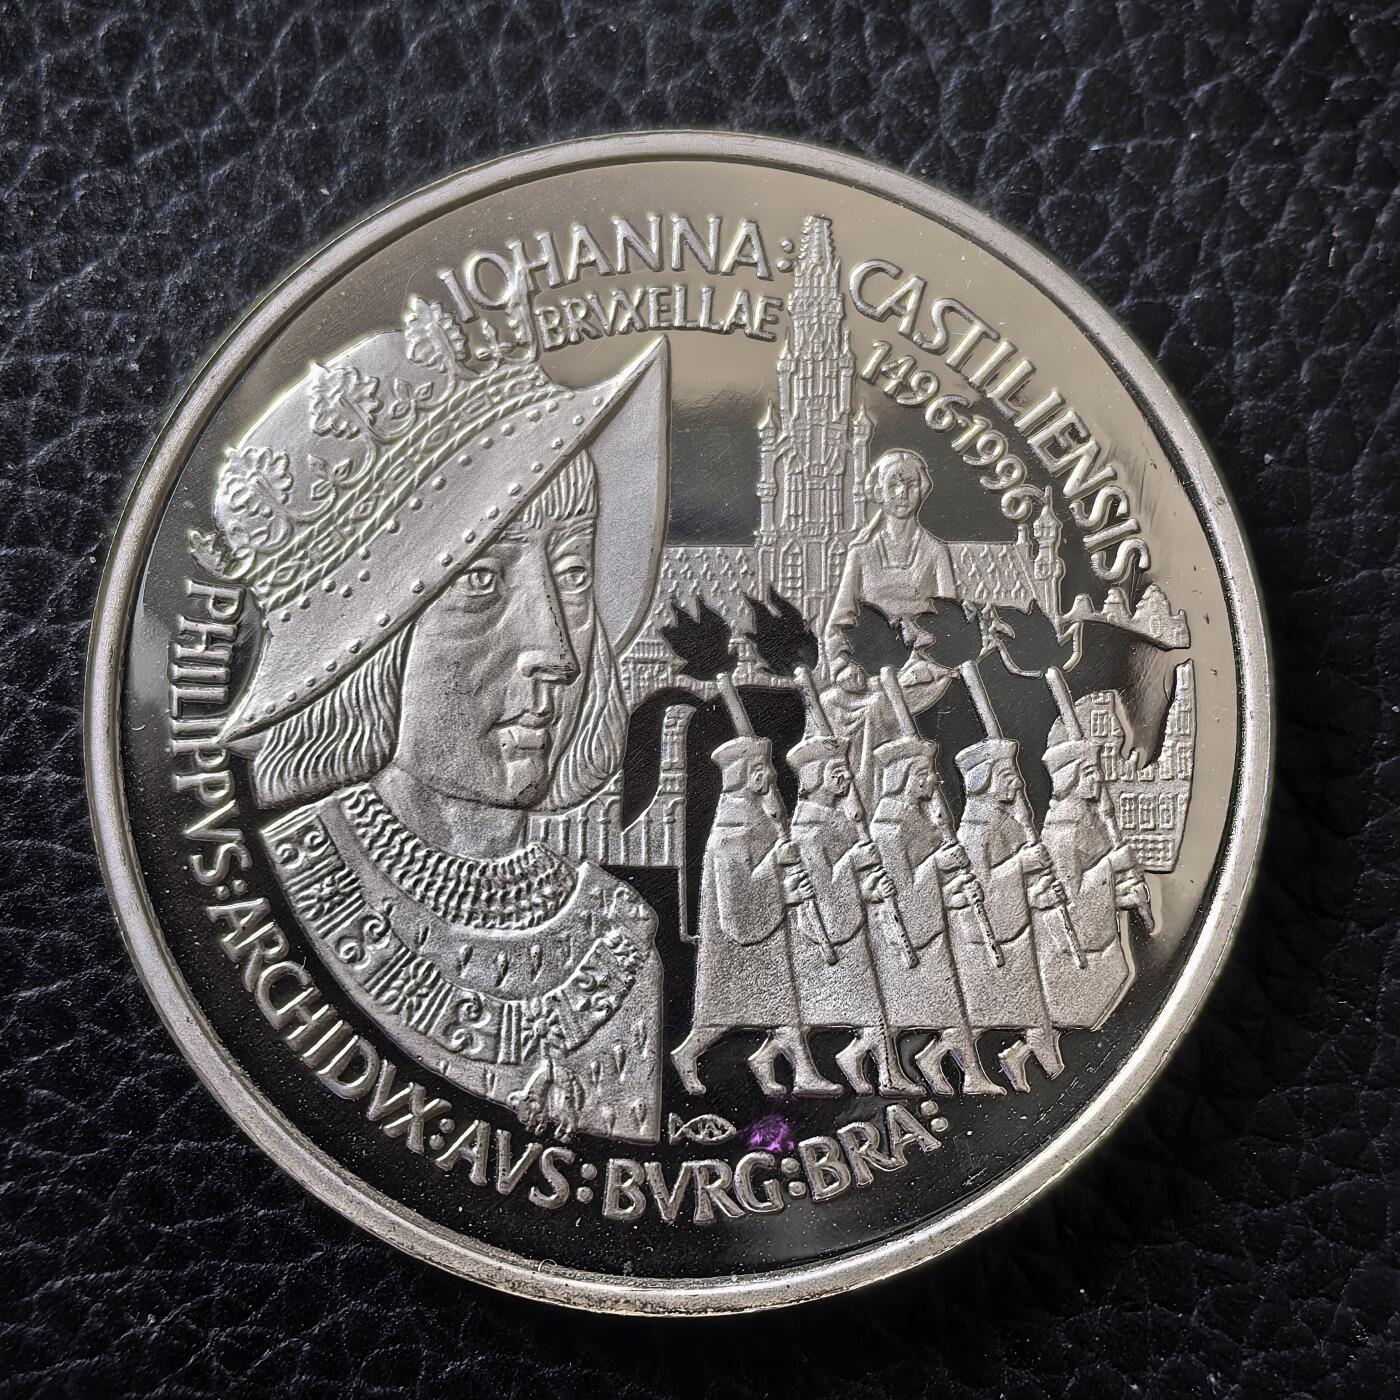 PHILIPPVS:ARCHIDVX:AVS:BVRG:BRA:
IOHANNA:CASTILIENSIS
BRVXELLAE
1496-1996